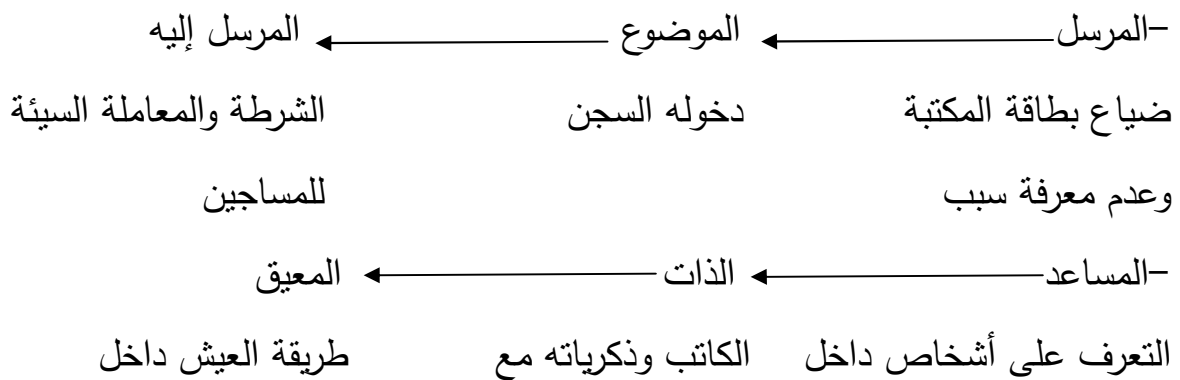 -المرسل الموضوع المرسل إليه
ضياع بطاقة المكتبة دخوله السجن الشرطة والمعاملة السيئة
وعدم معرفة سبب للمساجين
-المساعد الذات المعيق
التعرف على أشخاص داخل الكاتب وذكرياته مع طريقة العيش داخل